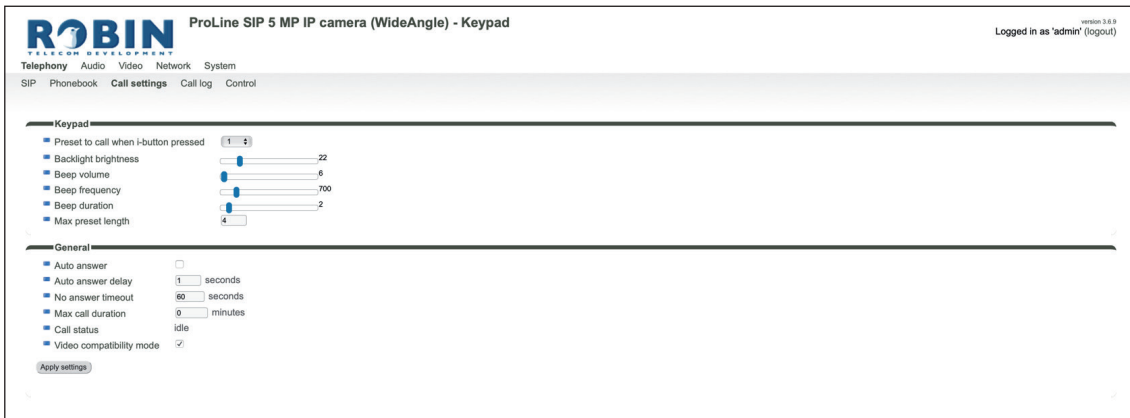 ROBIN
TELECOM DEVELOPMENT
ProLine SIP 5 MP IP camera (WideAngle) - Keypad
version 3.6.9
Logged in as 'admin' (logout)
Telephony Audio Video Network System
SIP Phonebook Call settings Call log Control
Keypad
Preset to call when i-button pressed 1
Backlight brightness 22
Beep volume 6
Beep frequency 700
Beep duration 2
Max preset length 4
General
Auto answer
Auto answer delay 1 seconds
No answer timeout 60 seconds
Max call duration 0 minutes
Call status idle
Video compatibility mode
Apply settings